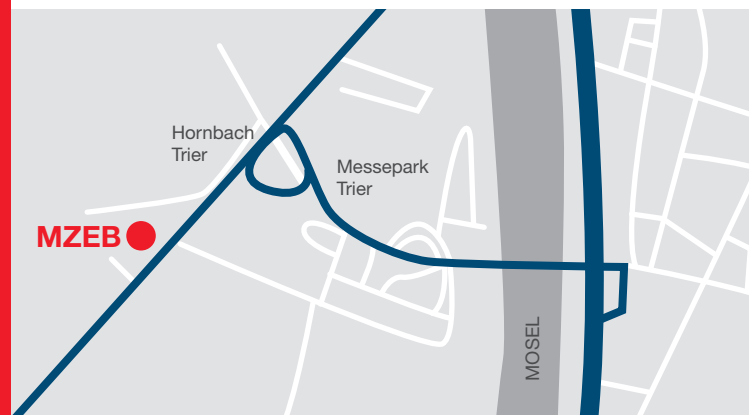 Hornbach
Trier
Messepark
Trier
MZEB
MOSEL